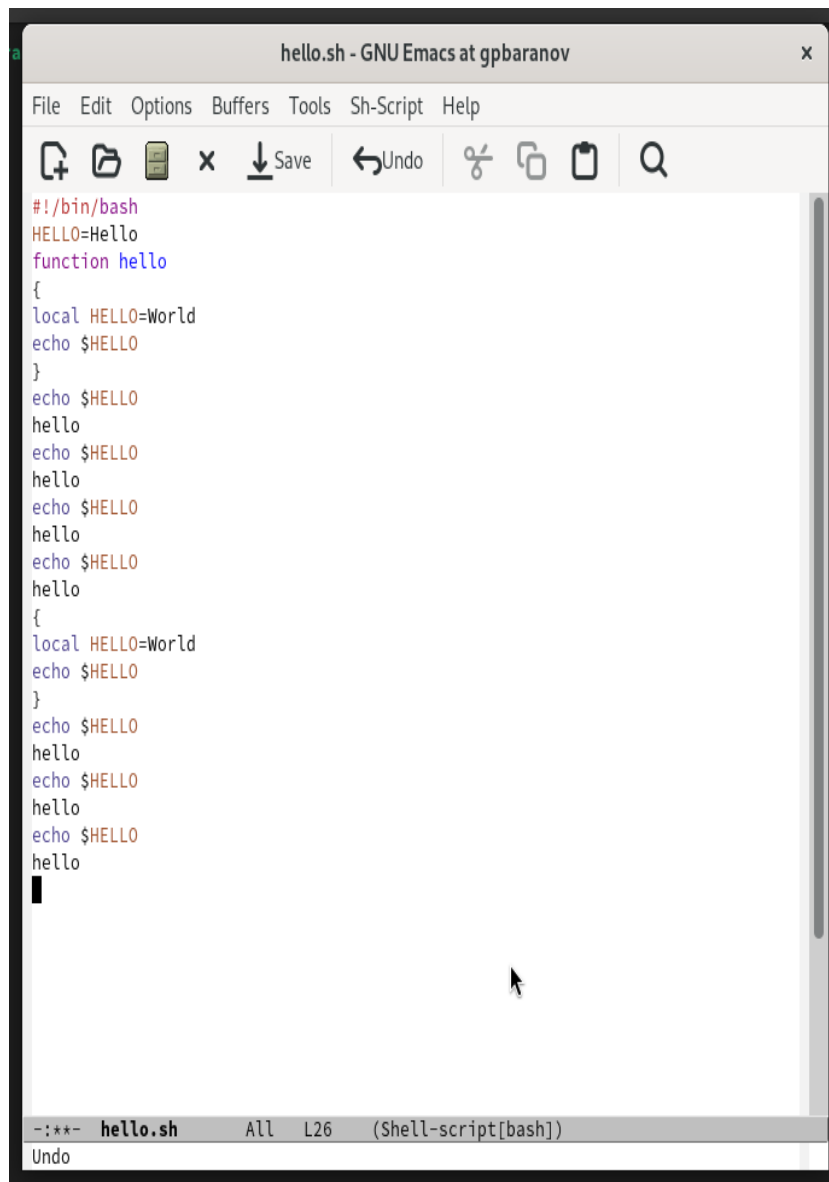 ra
hello.sh - GNU Emacs at gpbaranov
x
File Edit Options Buffers Tools Sh-Script Help
Save Undo
#!/bin/bash
HELLO=Hello
function hello
{
local HELLO=World
echo $HELLO
}
echo $HELLO
hello
echo $HELLO
hello
echo $HELLO
hello
echo $HELLO
hello
{
local HELLO=World
echo $HELLO
}
echo $HELLO
hello
echo $HELLO
hello
echo $HELLO
hello
-:**- hello.sh All L26 (Shell-script[bash])
Undo